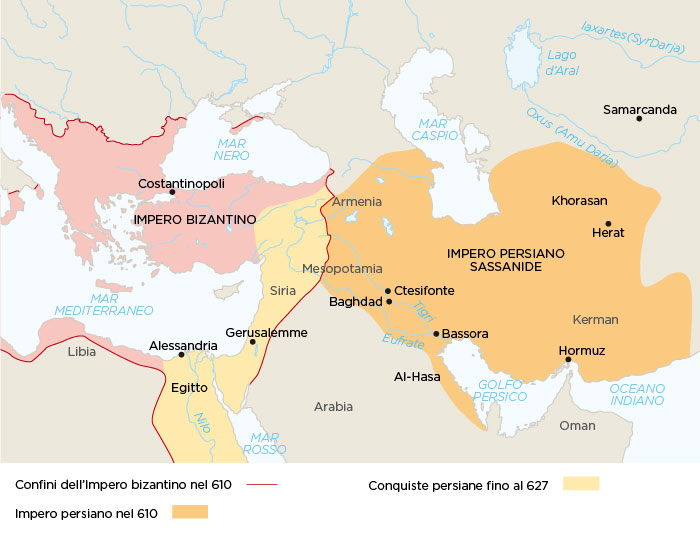 Iaxartes (SyrDarja)
Lago
d'Aral
Samarcanda
MAR
CASPIO
Oxus (Amu Darja)
MAR
NERO
Costantinopoli
IMPERO BIZANTINO
Armenia
Khorasan
Herat
IMPERO PERSIANO
SASSANIDE
Mesopotamia
Siria
Ctesifonte
Baghdad
Tigri
MAR
MEDITERRANEO
Gerusalemme
Bassora
Eufrate
Kerman
Libia
Alessandria
Hormuz
Egitto
Al-Hasa
GOLFO
PERSICO
OCEANO
INDIANO
Arabia
Nilo
Oman
MAR
ROSSO
Confini dell'Impero bizantino nel 610
Conquiste persiane fino al 627
Impero persiano nel 610